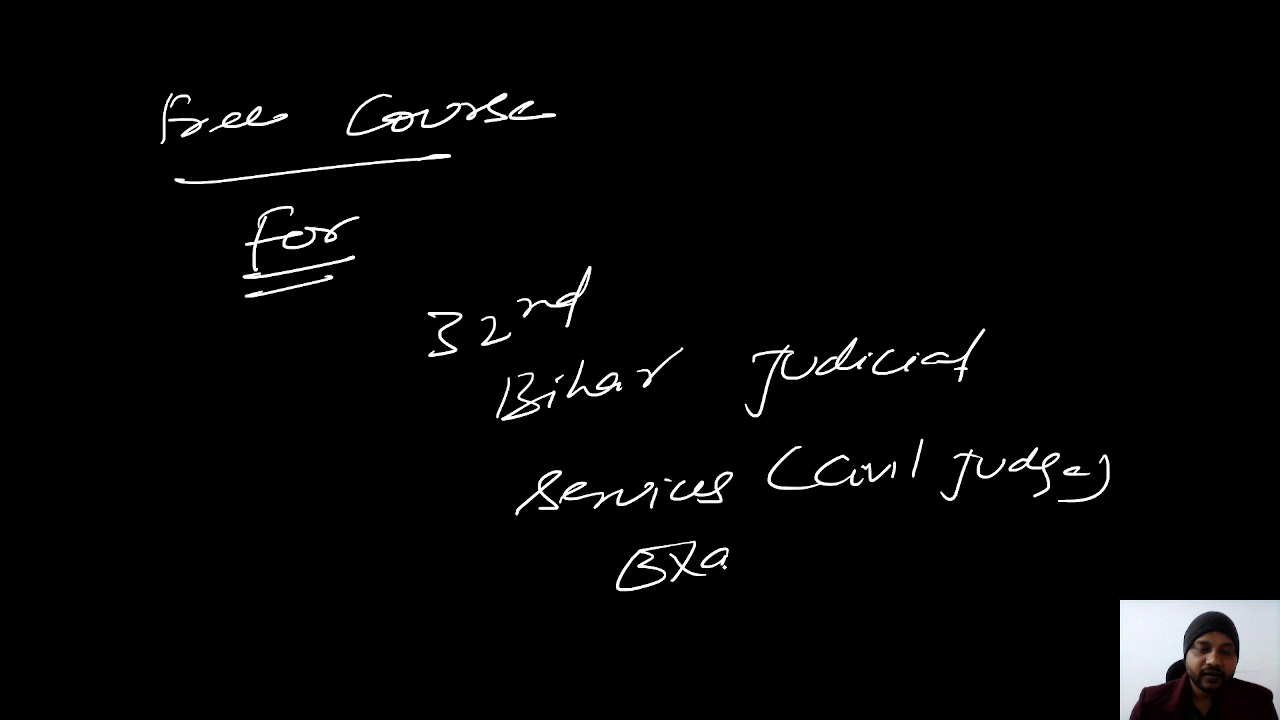 Free Course
For
32nd
Bihar Judicial
Services (Civil Judge)
Exa